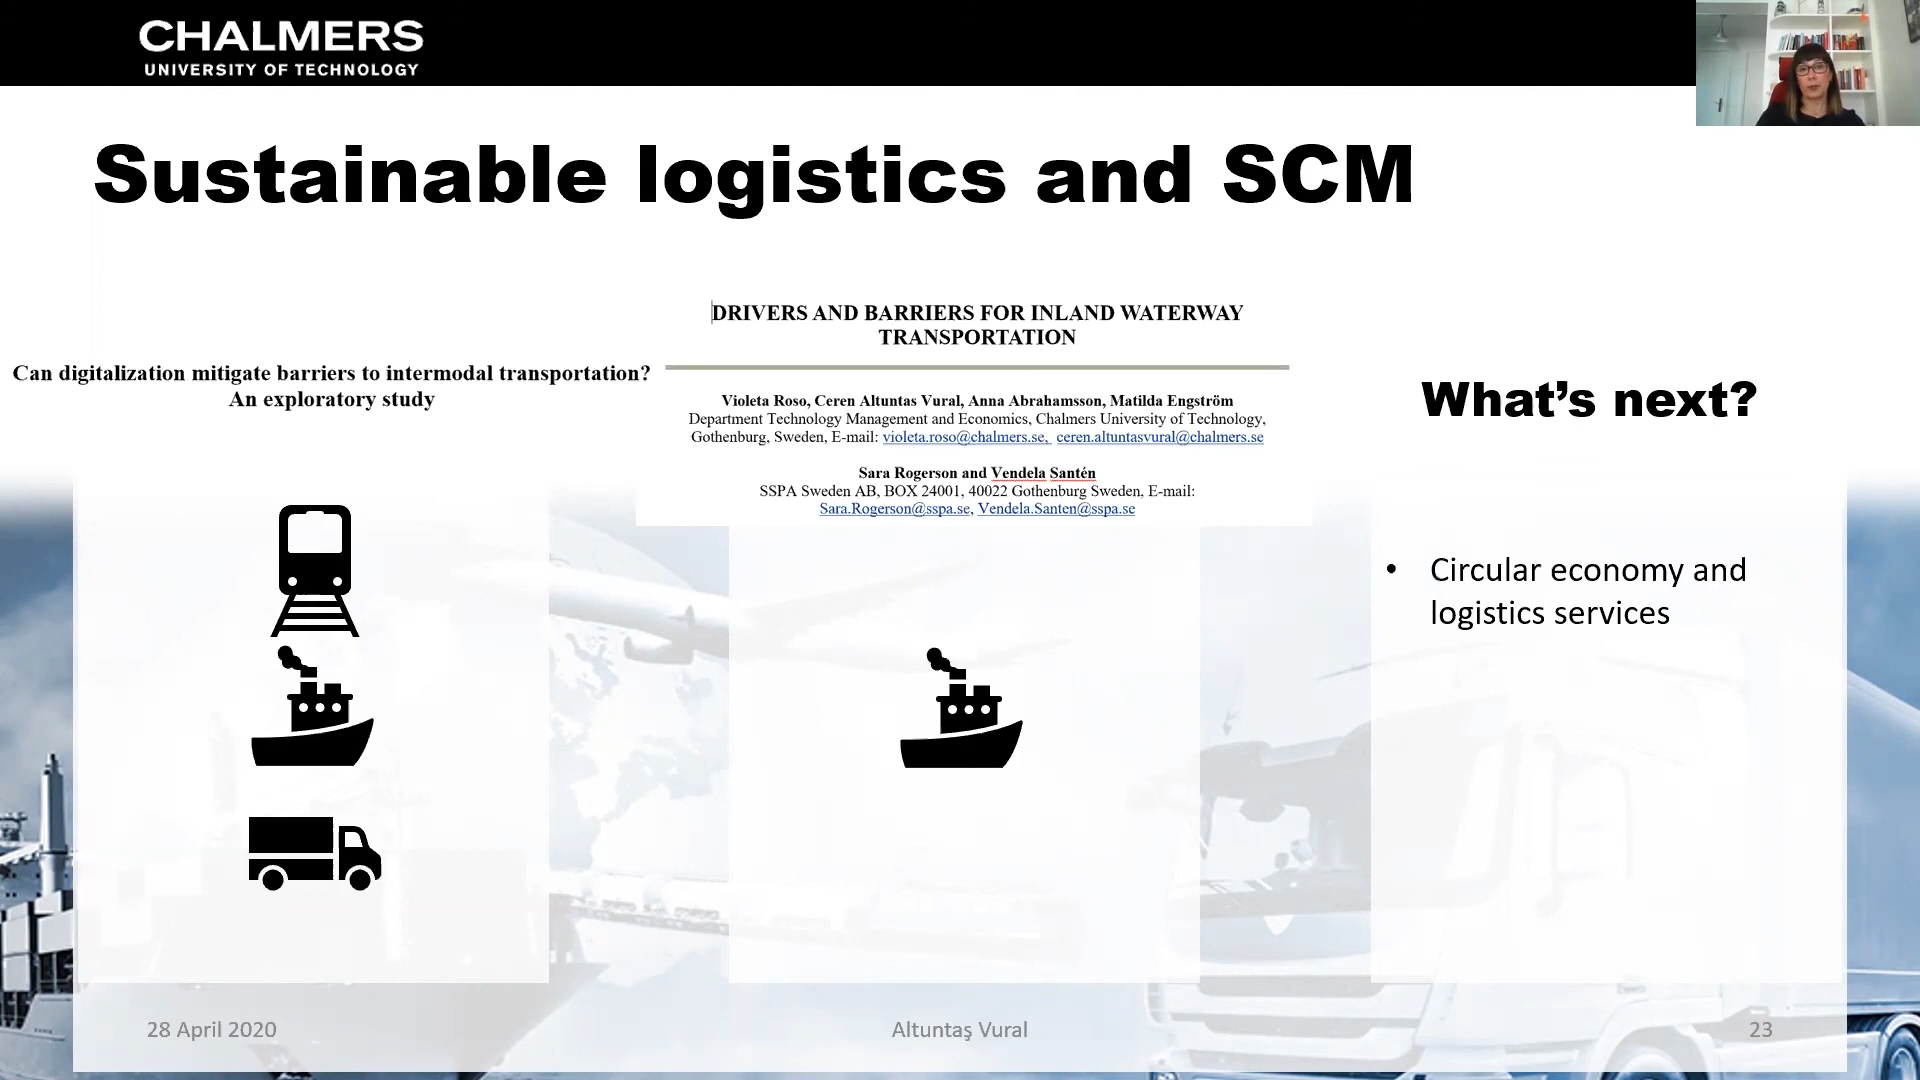 CHALMERS
UNIVERSITY OF TECHNOLOGY
Sustainable logistics and SCM
Can digitalization mitigate barriers to intermodal transportation?
An exploratory study
DRIVERS AND BARRIERS FOR INLAND WATERWAY
TRANSPORTATION
Violeta Roso, Ceren Altuntas Vural, Anna Abrahamsson, Matilda Engström
Department Technology Management and Economics, Chalmers University of Technology,
Gothenburg, Sweden, E-mail: violeta.roso@chalmers.se, ceren.altuntasvural@chalmers.se
Sara Rogerson and Vendela Santén
SSPA Sweden AB, BOX 24001, 40022 Gothenburg Sweden, E-mail:
Sara.Rogerson@sspa.se, Vendela.Santen@sspa.se
What’s next?
• Circular economy and
logistics services
28 April 2020
Altuntaş Vural
23